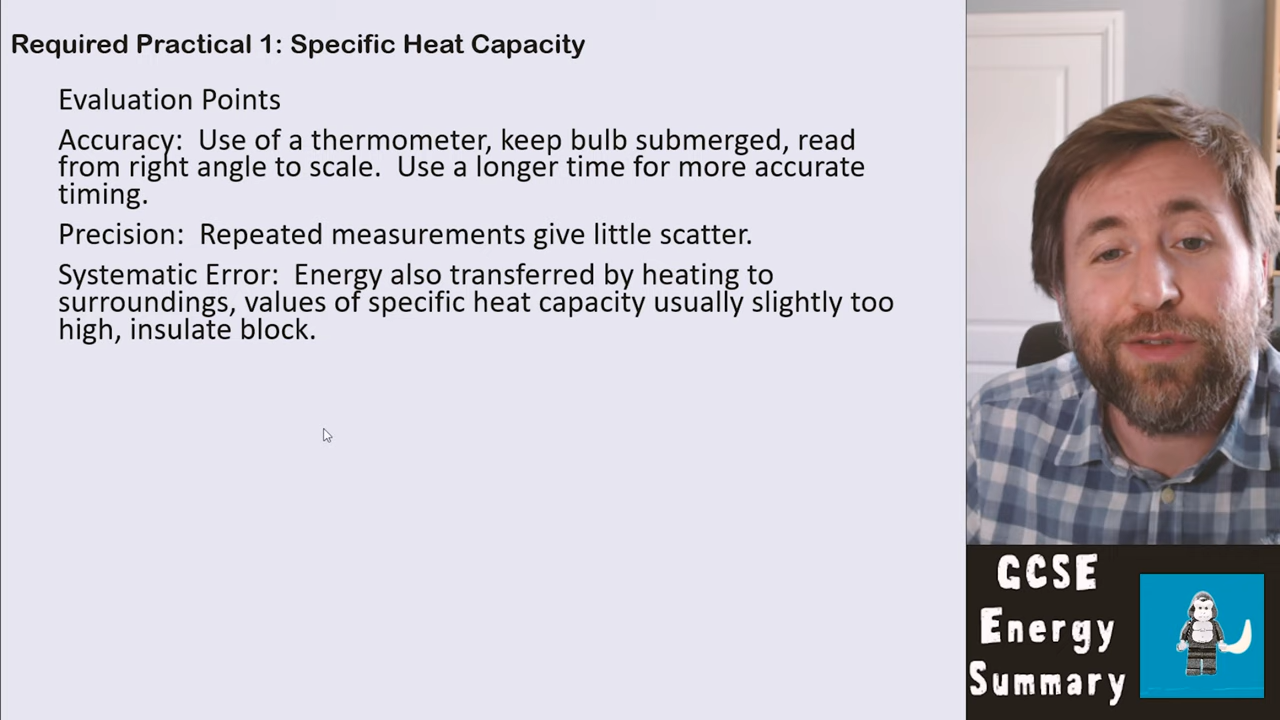 Required Practical 1: Specific Heat Capacity
Evaluation Points
Accuracy: Use of a thermometer, keep bulb submerged, read
from right angle to scale. Use a longer time for more accurate
timing.
Precision: Repeated measurements give little scatter.
Systematic Error: Energy also transferred by heating to
surroundings, values of specific heat capacity usually slightly too
high, insulate block.
GCSE
Energy
Summary